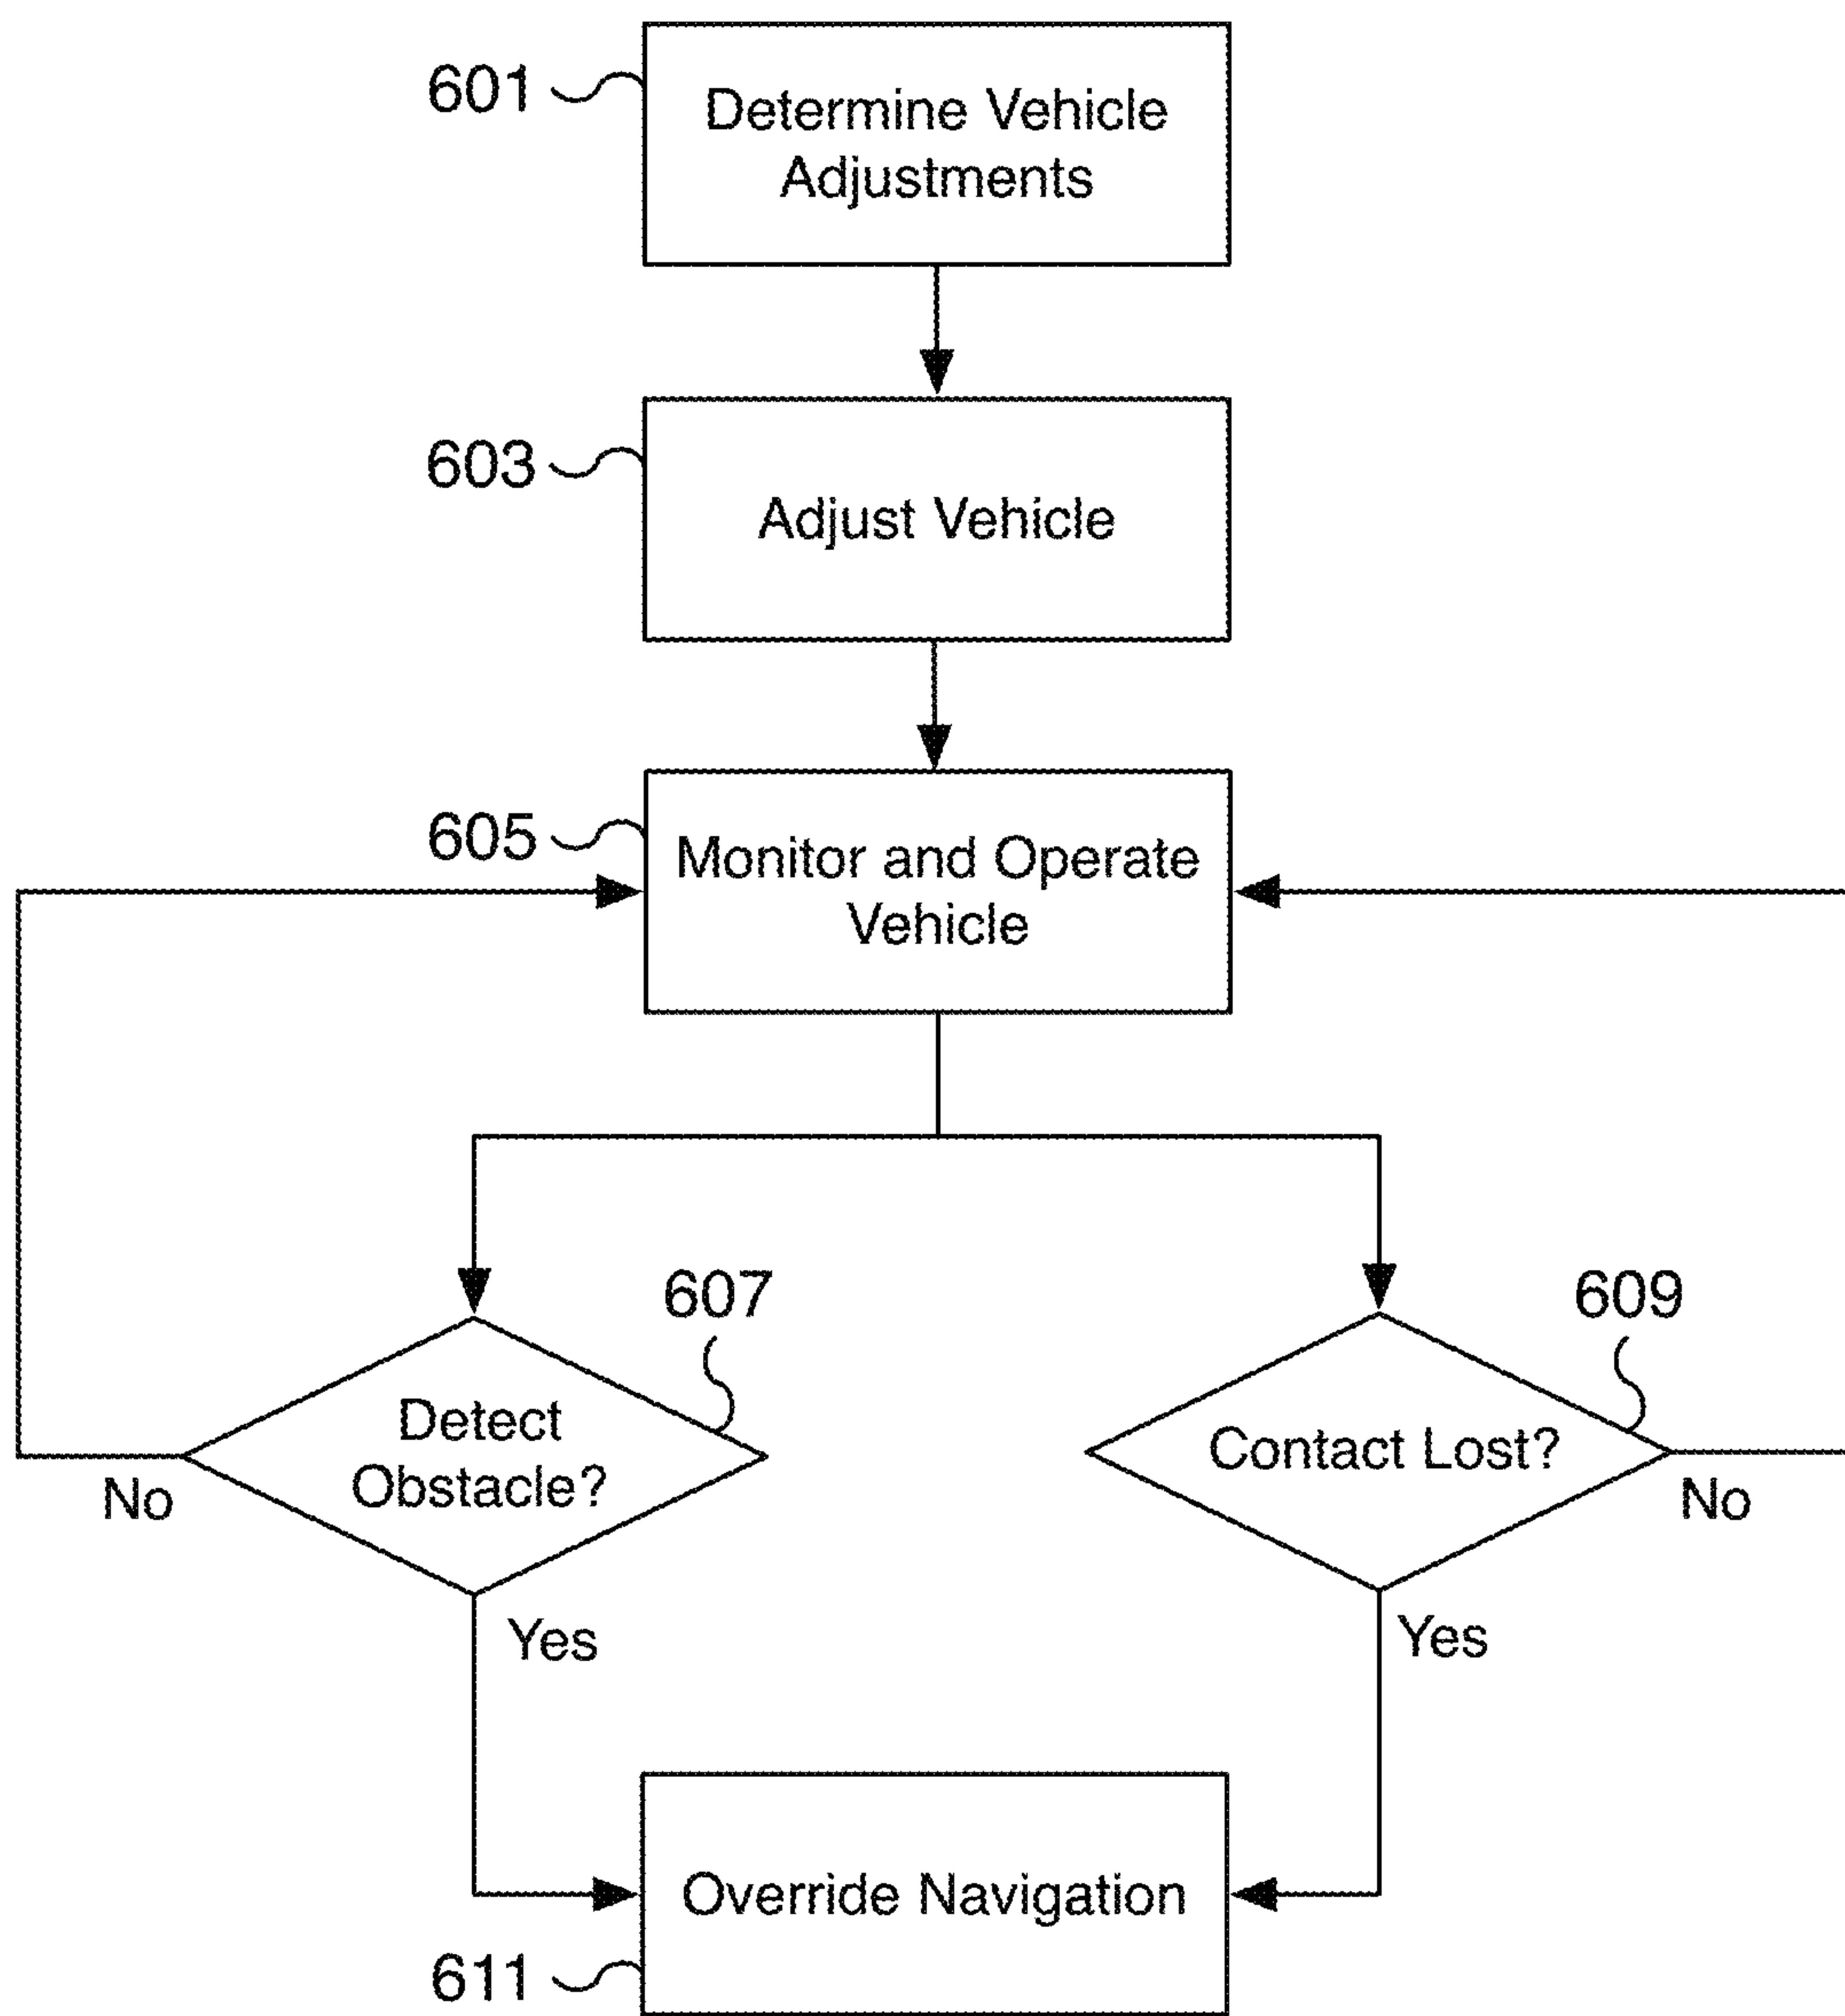 601
Determine Vehicle
Adjustments
603
Adjust Vehicle
605
Monitor and Operate
Vehicle
607
609
Detect
Obstacle?
Contact Lost?
No
No
Yes
Yes
Override Navigation
611